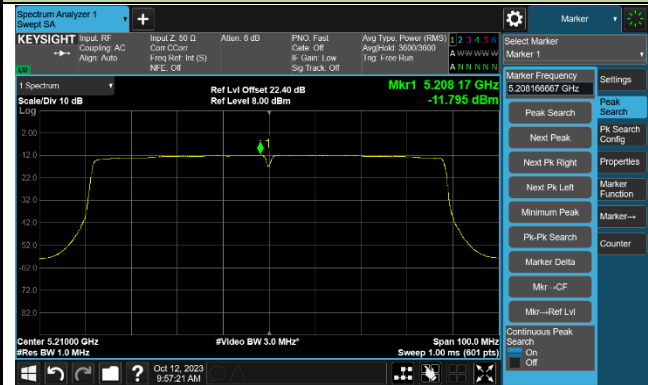 Spectrum Analyzer 1
Swept SA
Marker
KEYSIGHT
Input: RF
Coupling: AC
Align: Auto
Input Z: 50 Ω
Corr CCorr
Freq Ref: Int (S)
NFE: Off
Atten: 6 dB
PNO: Fast
Gate: Off
IF Gain: Low
Sig Track: Off
Avg Type: Power (RMS)
Avg|Hold: 3600/3600
Trig: Free Run
1 2 3 4 5 6
A W W W W W
A N N N N N
LXI
Select Marker
Marker 1
1 Spectrum
Scale/Div 10 dB
Log
Ref Lvl Offset 22.40 dB
Ref Level 8.00 dBm
Mkr1 5.208 17 GHz
-11.795 dBm
2.00
-12.0
-22.0
-32.0
-42.0
-52.0
-62.0
-72.0
-82.0
1
Center 5.21000 GHz
#Res BW 1.0 MHz
#Video BW 3.0 MHz*
Span 100.0 MHz
Sweep 1.00 ms (601 pts)
Marker Frequency
5.208166667 GHz
Peak Search
Next Peak
Next Pk Right
Next Pk Left
Minimum Peak
Pk-Pk Search
Marker Delta
Mkr→CF
Mkr→Ref Lvl
Continuous Peak
Search
On
Off
Settings
Peak
Search
Pk Search
Config
Properties
Marker
Function
Marker→
Counter
?
Oct 12, 2023
9:57:21 AM